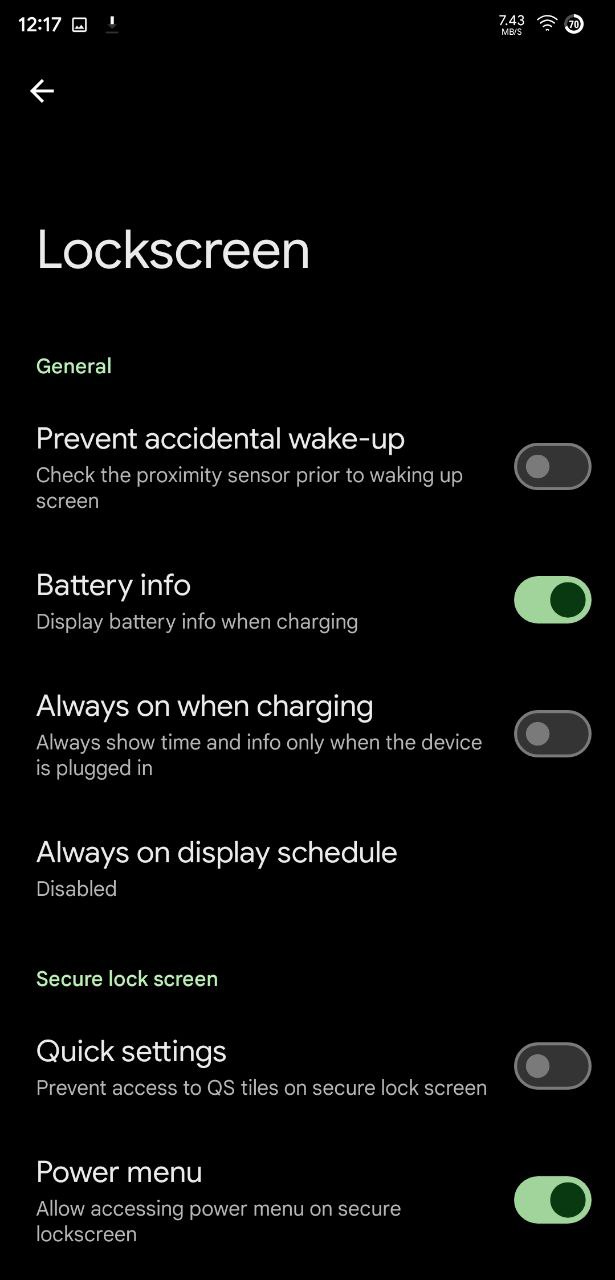 12:17
7.43
MB/S
70
Lockscreen
General
Prevent accidental wake-up
Check the proximity sensor prior to waking up
screen
Battery info
Display battery info when charging
Always on when charging
Always show time and info only when the device
is plugged in
Always on display schedule
Disabled
Secure lock screen
Quick settings
Prevent access to QS tiles on secure lock screen
Power menu
Allow accessing power menu on secure
lockscreen